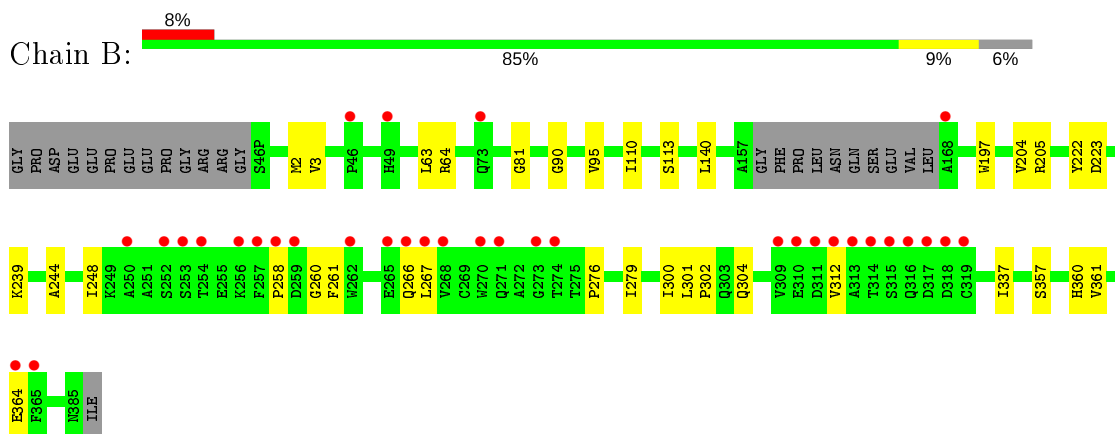 8%
Chain B:
85% 9% 6%
GLY PRO ASP GLU GLU PRO GLU GLU PRO GLY ARG ARG GLY S46P M2 V3 P46 H49 L63 R64 Q73 G81 G90 V95 I110 S113 L140 A157 GLY PHE PRO LEU ASN GLN SER GLU VAL LEU A168 W197 V204 R205 Y222 D223
K239 A244 I248 K249 A250 A251 S252 S253 T254 E255 K256 F257 P258 D259 G260 F261 W262 E265 Q266 L267 V268 C269 W270 Q271 A272 G273 T274 T275 P276 I279 I300 L301 P302 Q303 Q304 V309 E310 D311 V312 A313 T314 S315 Q316 D317 D318 C319 I337 S357 H360 V361
E364 F365 N385 ILE